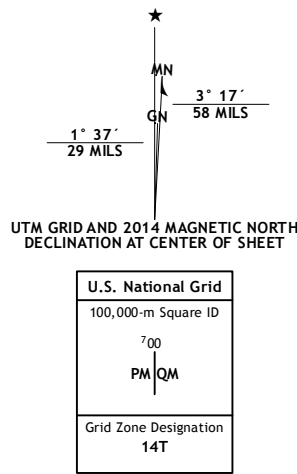 MN
GN
3° 17´
58 MILS
1° 37´
29 MILS
UTM GRID AND 2014 MAGNETIC NORTH
DECLINATION AT CENTER OF SHEET
U.S. National Grid
100,000-m Square ID
⁷00
PM QM
Grid Zone Designation
14T